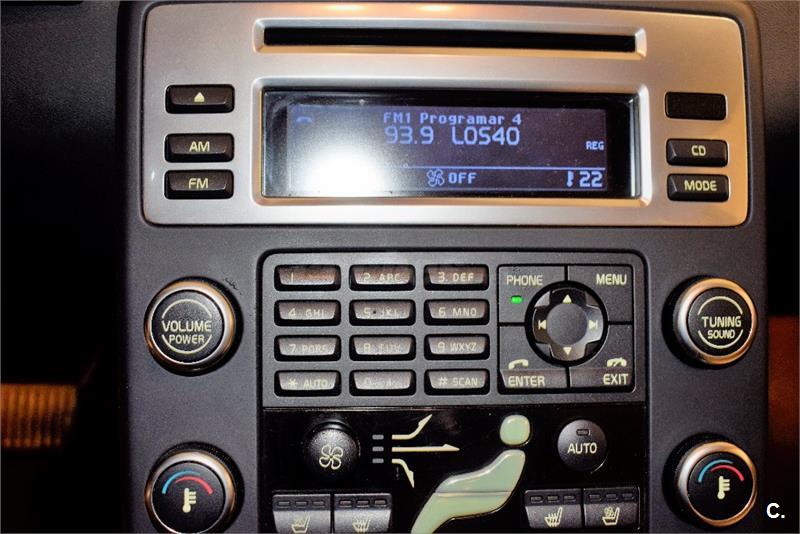 FM1 Programar 4
93.9 LOS40
REG
OFF 22
AM
FM
CD
MODE
1
2 ABC
3 DEF
4 GHI
5 JKL
6 MNO
7 PQRS
8 TUV
9 WXYZ
* AUTO
0 +
# SCAN
PHONE
MENU
ENTER
EXIT
VOLUME
POWER
TUNING
SOUND
AUTO
C.